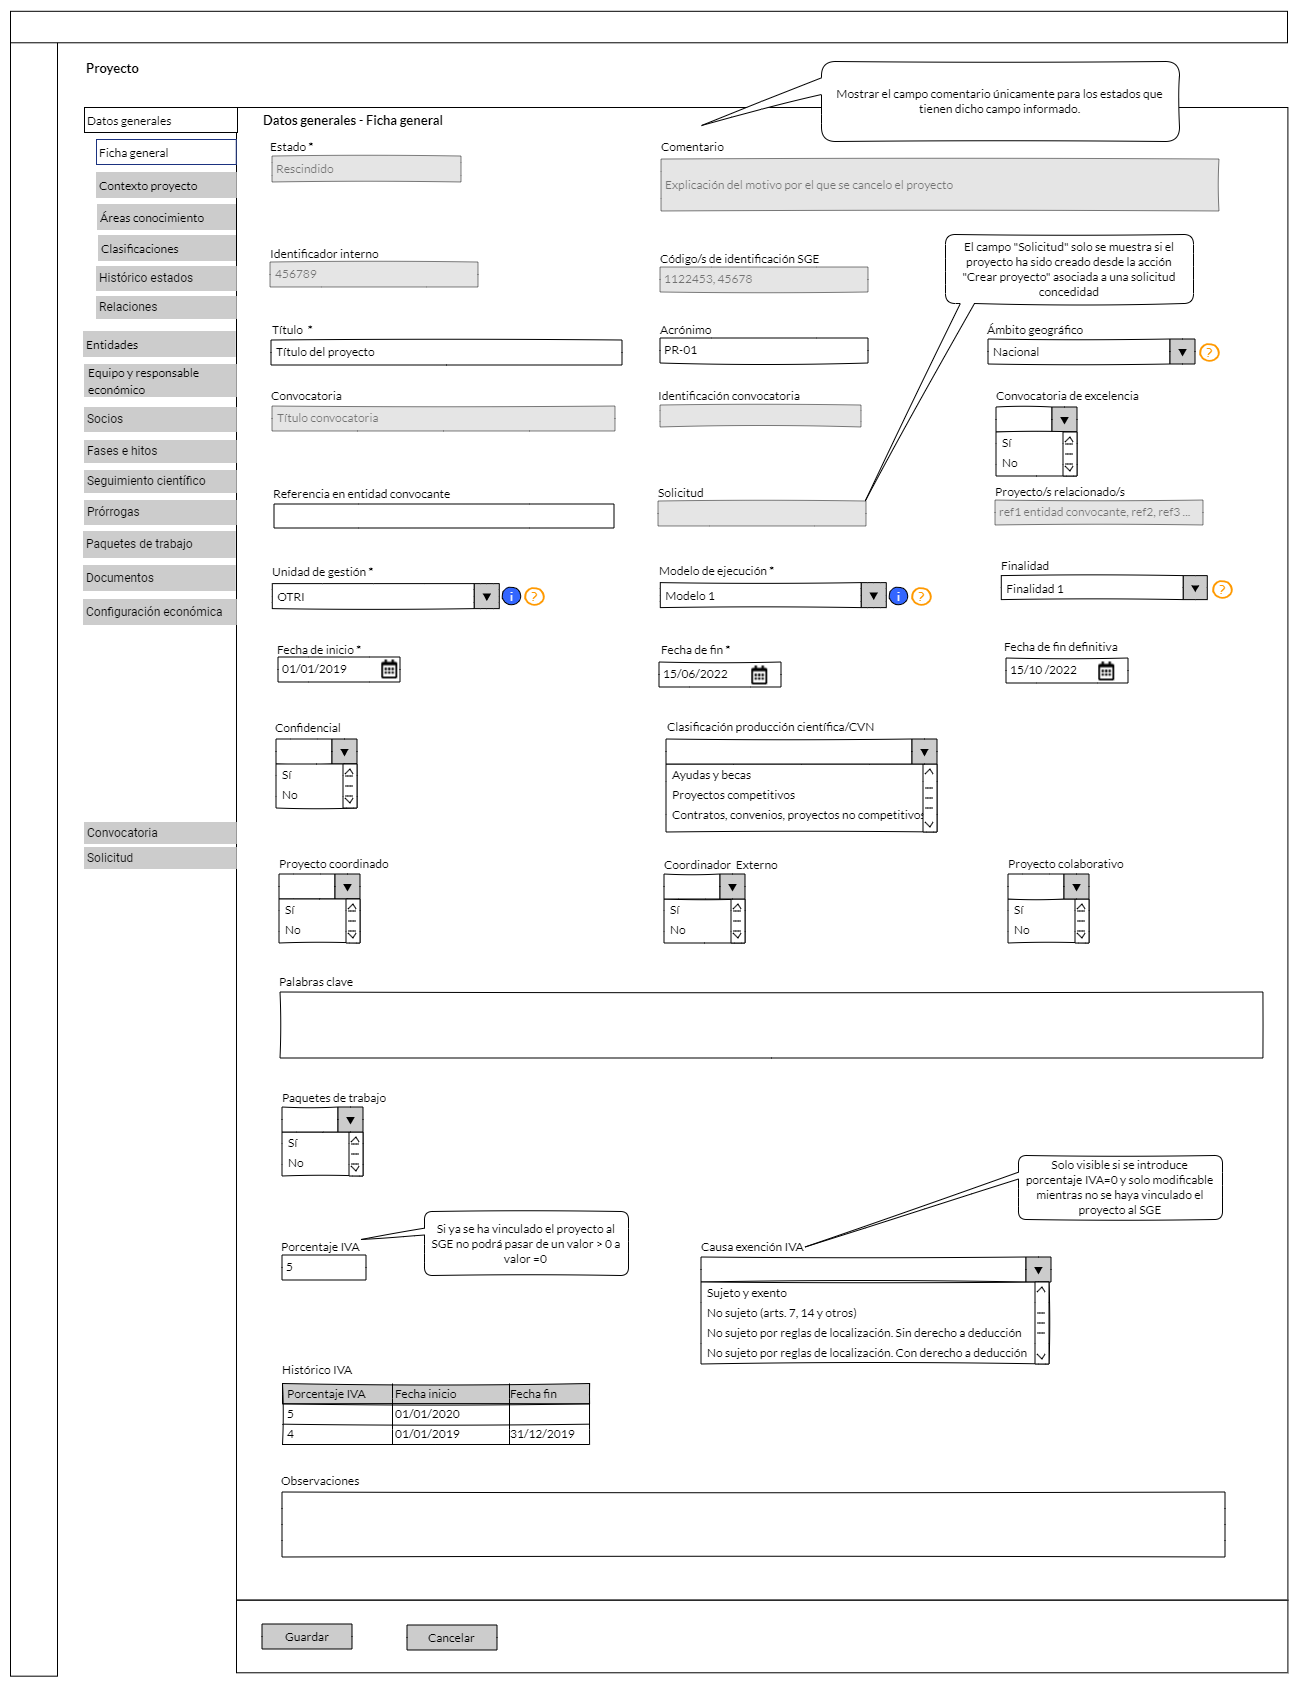 Proyecto
Mostrar el campo comentario únicamente para los estados que
tienen dicho campo informado.
Datos generales
Ficha general
Contexto proyecto
Áreas conocimiento
Clasificaciones
Histórico estados
Relaciones
Entidades
Equipo y responsable
económico
Socios
Fases e hitos
Seguimiento científico
Prórrogas
Paquetes de trabajo
Documentos
Configuración económica
Convocatoria
Solicitud
Datos generales - Ficha general
Estado *
Rescindido
Comentario
Explicación del motivo por el que se cancelo el proyecto
Identificador interno
456789
Código/s de identificación SGE
1122453, 45678
El campo "Solicitud" solo se muestra si el
proyecto ha sido creado desde la acción
"Crear proyecto" asociada a una solicitud
concedidad
Título *
Título del proyecto
Acrónimo
PR-01
Ámbito geográfico
Nacional
?
Convocatoria
Título convocatoria
Identificación convocatoria
Convocatoria de excelencia
Sí
No
Referencia en entidad convocante
Solicitud
Proyecto/s relacionado/s
ref1 entidad convocante, ref2, ref3 ...
Unidad de gestión *
OTRI
i ?
Modelo de ejecución *
Modelo 1
i ?
Finalidad
Finalidad 1
?
Fecha de inicio *
01/01/2019
Fecha de fin *
15/06/2022
Fecha de fin definitiva
15/10 /2022
Confidencial
Sí
No
Clasificación producción científica/CVN
Ayudas y becas
Proyectos competitivos
Contratos, convenios, proyectos no competitivos
Proyecto coordinado
Sí
No
Coordinador Externo
Sí
No
Proyecto colaborativo
Sí
No
Palabras clave
Paquetes de trabajo
Sí
No
Solo visible si se introduce
porcentaje IVA=0 y solo modificable
mientras no se haya vinculado el
proyecto al SGE
Si ya se ha vinculado el proyecto al
SGE no podrá pasar de un valor > 0 a
valor =0
Porcentaje IVA
5
Causa exención IVA
Sujeto y exento
No sujeto (arts. 7, 14 y otros)
No sujeto por reglas de localización. Sin derecho a deducción
No sujeto por reglas de localización. Con derecho a deducción
Histórico IVA
Porcentaje IVA Fecha inicio Fecha fin
5 01/01/2020
4 01/01/2019 31/12/2019
Observaciones
Guardar
Cancelar